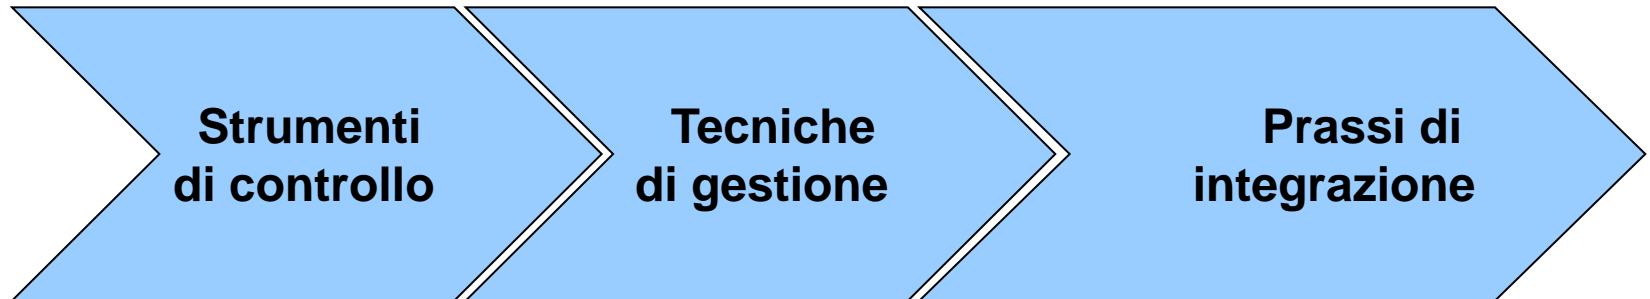 Strumenti
di controllo
Tecniche
di gestione
Prassi di
integrazione